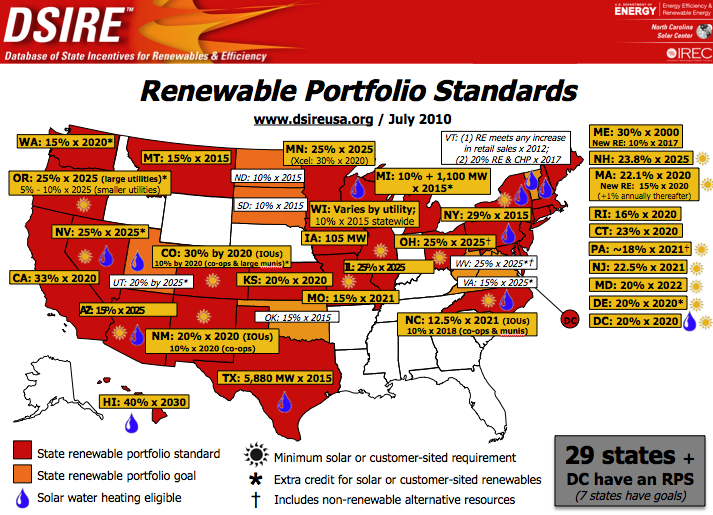 DSIRE™
Database of State Incentives for Renewables & Efficiency
U.S. DEPARTMENT OF
ENERGY
Energy Efficiency &
Renewable Energy
North Carolina
Solar Center
IREC
Renewable Portfolio Standards
www.dsireusa.org / July 2010
WA: 15% x 2020*
MT: 15% x 2015
MN: 25% x 2025
(Xcel: 30% x 2020)
VT: (1) RE meets any increase
in retail sales x 2012;
(2) 20% RE & CHP x 2017
ME: 30% x 2000
New RE: 10% x 2017
NH: 23.8% x 2025
MA: 22.1% x 2020
New RE: 15% x 2020
(+1% annually thereafter)
RI: 16% x 2020
CT: 23% x 2020
PA: ~18% x 2021†
NJ: 22.5% x 2021
MD: 20% x 2022
DE: 20% x 2020*
DC: 20% x 2020
OR: 25% x 2025 (large utilities)*
5% - 10% x 2025 (smaller utilities)
ND: 10% x 2015
MI: 10% + 1,100 MW
x 2015*
SD: 10% x 2015
WI: Varies by utility;
10% x 2015 statewide
NY: 29% x 2015
NV: 25% x 2025*
IA: 105 MW
OH: 25% x 2025†
CO: 30% by 2020 (IOUs)
10% by 2020 (co-ops & large munis)*
IL: 25% x 2025
WV: 25% x 2025*†
CA: 33% x 2020
UT: 20% by 2025*
KS: 20% x 2020
VA: 15% x 2025*
MO: 15% x 2021
AZ: 15% x 2025
OK: 15% x 2015
NC: 12.5% x 2021 (IOUs)
10% x 2018 (co-ops & munis)
DC
NM: 20% x 2020 (IOUs)
10% x 2020 (co-ops)
TX: 5,880 MW x 2015
HI: 40% x 2030
State renewable portfolio standard
State renewable portfolio goal
Solar water heating eligible
Minimum solar or customer-sited requirement
* Extra credit for solar or customer-sited renewables
† Includes non-renewable alternative resources
29 states +
DC have an RPS
(7 states have goals)